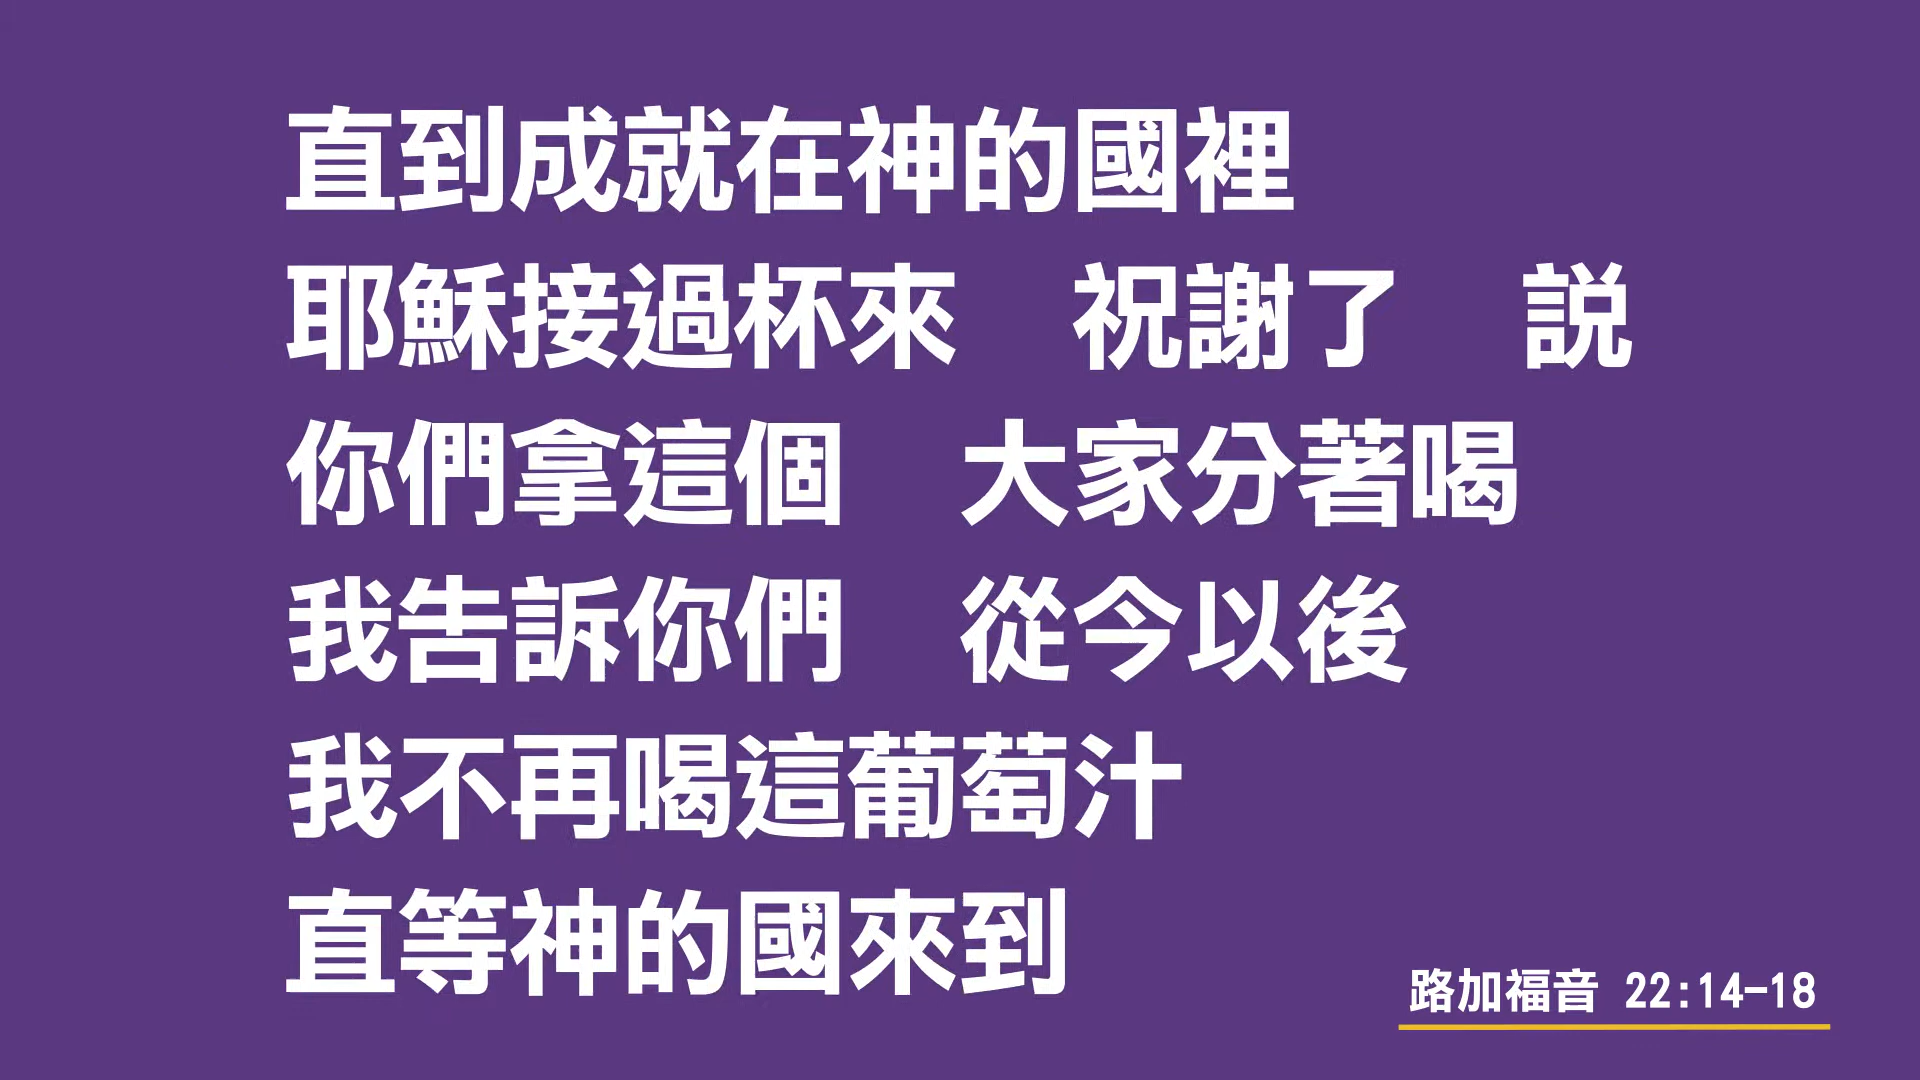 直到成就在神的國裡
耶穌接過杯來　祝謝了　説
你們拿這個　大家分著喝
我告訴你們　從今以後
我不再喝這葡萄汁
直等神的國來到
路加福音 22:14-18